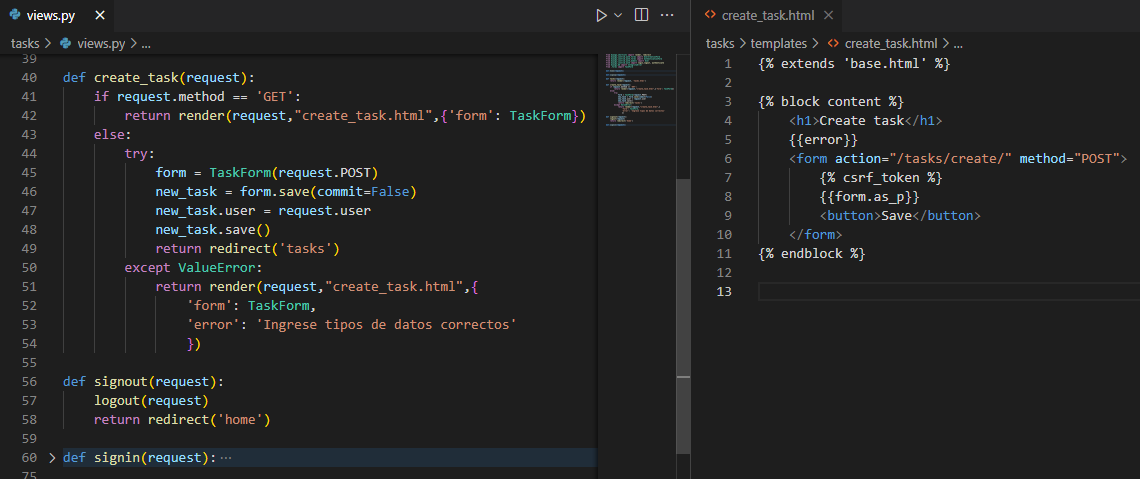 views.py
tasks > views.py > ...
39
40 def create_task(request):
41     if request.method == 'GET':
42         return render(request,"create_task.html",{'form': TaskForm})
43     else:
44         try:
45             form = TaskForm(request.POST)
46             new_task = form.save(commit=False)
47             new_task.user = request.user
48             new_task.save()
49             return redirect('tasks')
50         except ValueError:
51             return render(request,"create_task.html",{
52                 'form': TaskForm,
53                 'error': 'Ingrese tipos de datos correctos'
54                 })
55
56 def signout(request):
57     logout(request)
58     return redirect('home')
59
60 > def signin(request): ...
75
create_task.html
tasks > templates > <> create_task.html > ...
1 {% extends 'base.html' %}
2
3 {% block content %}
4     <h1>Create task</h1>
5     {{error}}
6     <form action="/tasks/create/" method="POST">
7         {% csrf_token %}
8         {{form.as_p}}
9         <button>Save</button>
10     </form>
11 {% endblock %}
12
13